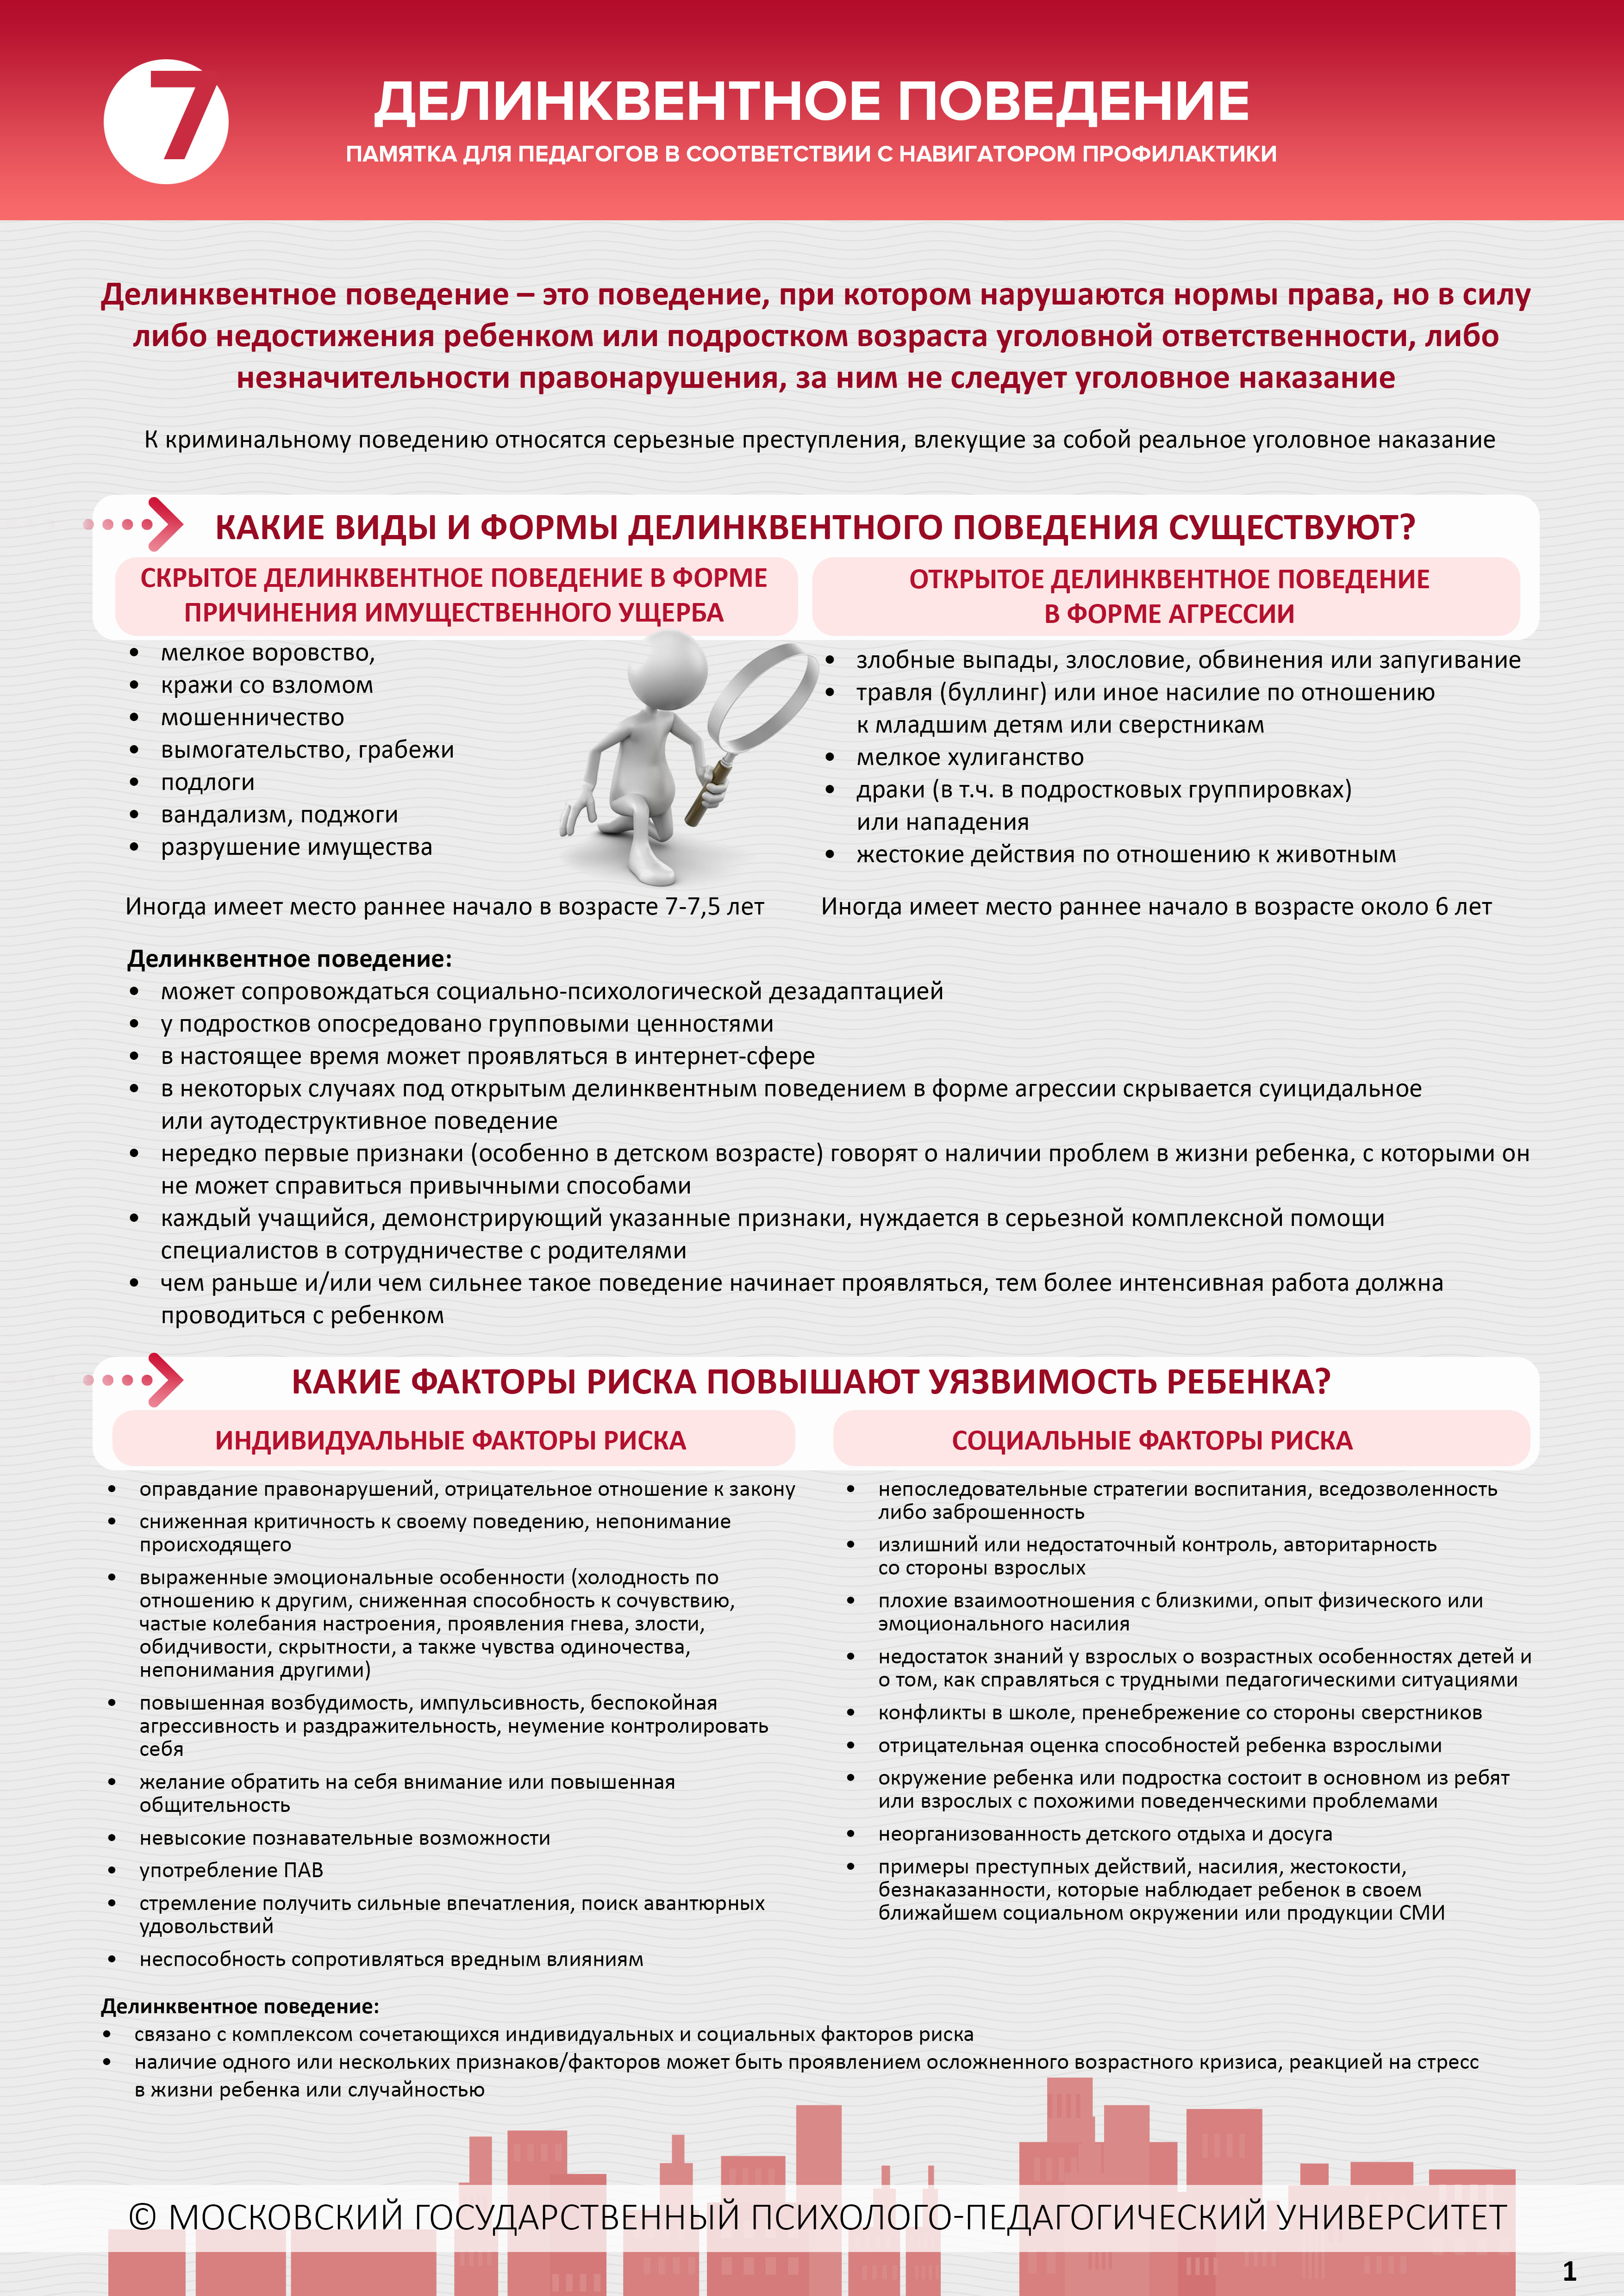 7
ДЕЛИНКВЕНТНОЕ ПОВЕДЕНИЕ
ПАМЯТКА ДЛЯ ПЕДАГОГОВ В СООТВЕТСТВИИ С НАВИГАТОРОМ ПРОФИЛАКТИКИ
Делинквентное поведение – это поведение, при котором нарушаются нормы права, но в силу
либо недостижения ребенком или подростком возраста уголовной ответственности, либо
незначительности правонарушения, за ним не следует уголовное наказание
К криминальному поведению относятся серьезные преступления, влекущие за собой реальное уголовное наказание
КАКИЕ ВИДЫ И ФОРМЫ ДЕЛИНКВЕНТНОГО ПОВЕДЕНИЯ СУЩЕСТВУЮТ?
СКРЫТОЕ ДЕЛИНКВЕНТНОЕ ПОВЕДЕНИЕ В ФОРМЕ
ПРИЧИНЕНИЯ ИМУЩЕСТВЕННОГО УЩЕРБА
• мелкое воровство,
• кражи со взломом
• мошенничество
• вымогательство, грабежи
• подлоги
• вандализм, поджоги
• разрушение имущества
Иногда имеет место раннее начало в возрасте 7-7,5 лет
ОТКРЫТОЕ ДЕЛИНКВЕНТНОЕ ПОВЕДЕНИЕ
В ФОРМЕ АГРЕССИИ
• злобные выпады, злословие, обвинения или запугивание
• травля (буллинг) или иное насилие по отношению
к младшим детям или сверстникам
• мелкое хулиганство
• драки (в т.ч. в подростковых группировках)
или нападения
• жестокие действия по отношению к животным
Иногда имеет место раннее начало в возрасте около 6 лет
Делинквентное поведение:
• может сопровождаться социально-психологической дезадаптацией
• у подростков опосредовано групповыми ценностями
• в настоящее время может проявляться в интернет-сфере
• в некоторых случаях под открытым делинквентным поведением в форме агрессии скрывается суицидальное
или аутодеструктивное поведение
• нередко первые признаки (особенно в детском возрасте) говорят о наличии проблем в жизни ребенка, с которыми он
не может справиться привычными способами
• каждый учащийся, демонстрирующий указанные признаки, нуждается в серьезной комплексной помощи
специалистов в сотрудничестве с родителями
• чем раньше и/или чем сильнее такое поведение начинает проявляться, тем более интенсивная работа должна
проводиться с ребенком
КАКИЕ ФАКТОРЫ РИСКА ПОВЫШАЮТ УЯЗВИМОСТЬ РЕБЕНКА?
ИНДИВИДУАЛЬНЫЕ ФАКТОРЫ РИСКА
• оправдание правонарушений, отрицательное отношение к закону
• сниженная критичность к своему поведению, непонимание
происходящего
• выраженные эмоциональные особенности (холодность по
отношению к другим, сниженная способность к сочувствию,
частые колебания настроения, проявления гнева, злости,
обидчивости, скрытности, а также чувства одиночества,
непонимания другими)
• повышенная возбудимость, импульсивность, беспокойная
агрессивность и раздражительность, неумение контролировать
себя
• желание обратить на себя внимание или повышенная
общительность
• невысокие познавательные возможности
• употребление ПАВ
• стремление получить сильные впечатления, поиск авантюрных
удовольствий
• неспособность сопротивляться вредным влияниям
СОЦИАЛЬНЫЕ ФАКТОРЫ РИСКА
• непоследовательные стратегии воспитания, вседозволенность
либо заброшенность
• излишний или недостаточный контроль, авторитарность
со стороны взрослых
• плохие взаимоотношения с близкими, опыт физического или
эмоционального насилия
• недостаток знаний у взрослых о возрастных особенностях детей и
о том, как справляться с трудными педагогическими ситуациями
• конфликты в школе, пренебрежение со стороны сверстников
• отрицательная оценка способностей ребенка взрослыми
• окружение ребенка или подростка состоит в основном из ребят
или взрослых с похожими поведенческими проблемами
• неорганизованность детского отдыха и досуга
• примеры преступных действий, насилия, жестокости,
безнаказанности, которые наблюдает ребенок в своем
ближайшем социальном окружении или продукции СМИ
Делинквентное поведение:
• связано с комплексом сочетающихся индивидуальных и социальных факторов риска
• наличие одного или нескольких признаков/факторов может быть проявлением осложненного возрастного кризиса, реакцией на стресс
в жизни ребенка или случайностью
© МОСКОВСКИЙ ГОСУДАРСТВЕННЫЙ ПСИХОЛОГО-ПЕДАГОГИЧЕСКИЙ УНИВЕРСИТЕТ
1